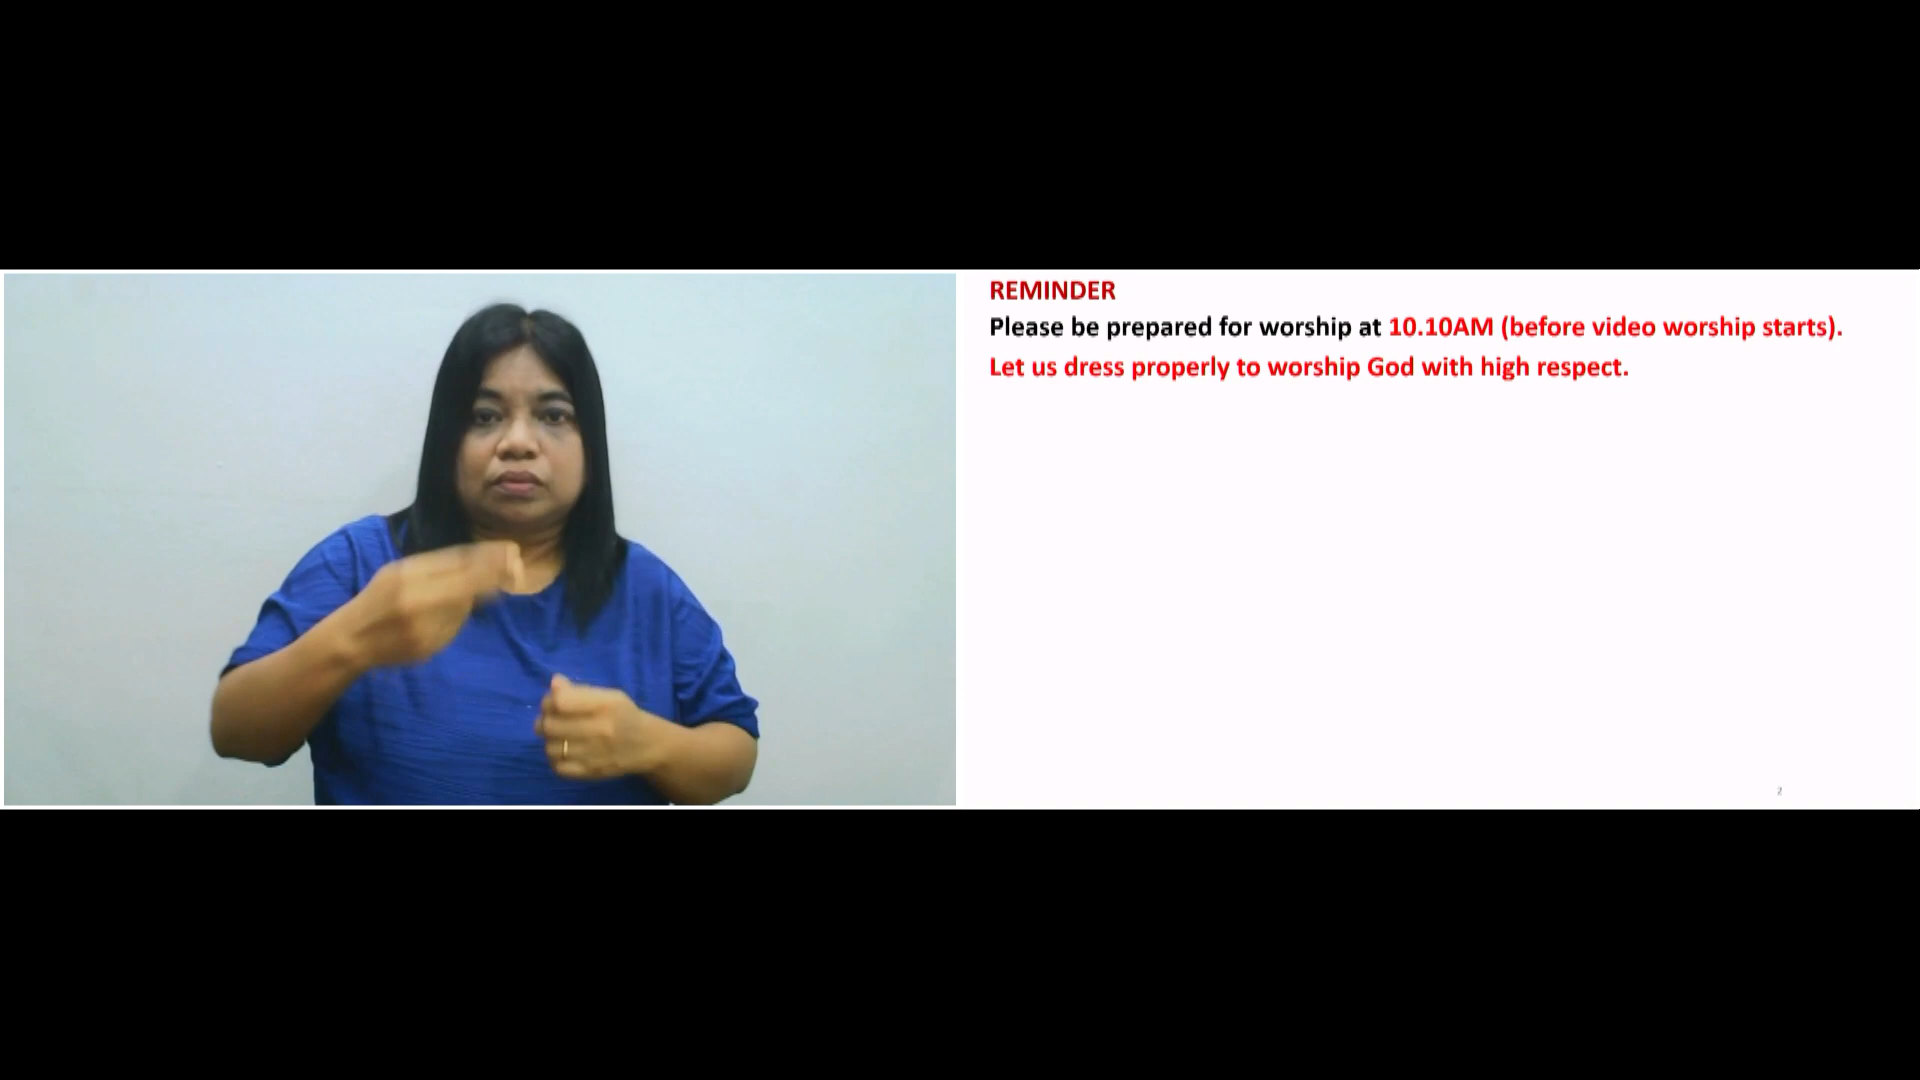 REMINDER
Please be prepared for worship at 10.10AM (before video worship starts).
Let us dress properly to worship God with high respect.
2